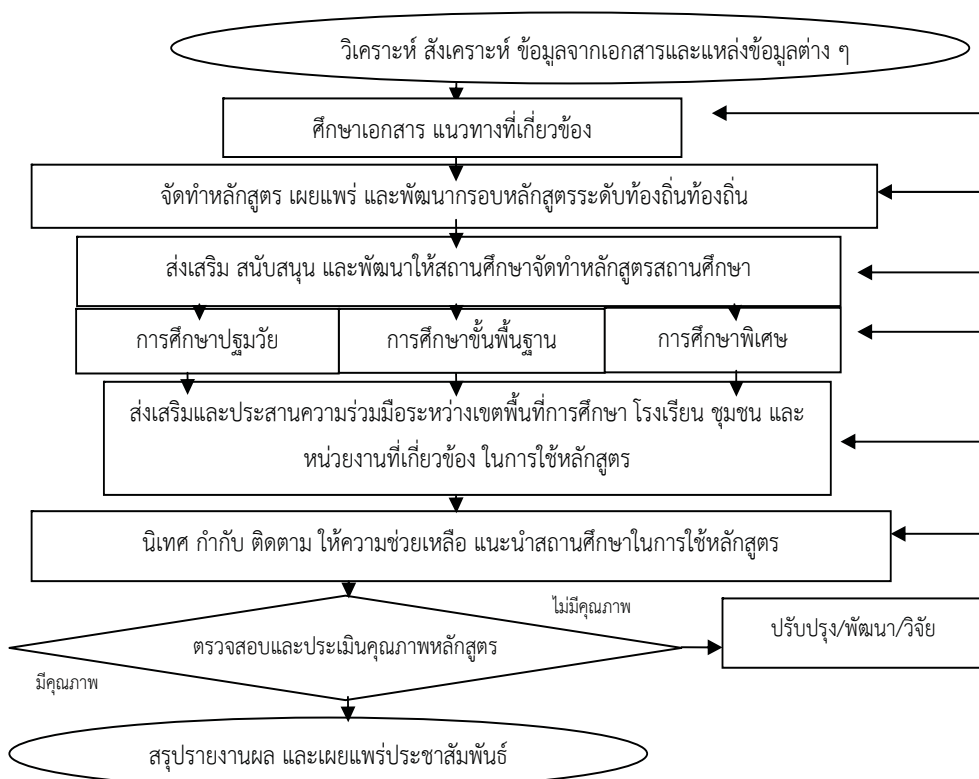 วิเคราะห์ สังเคราะห์ ข้อมูลจากเอกสารและแหล่งข้อมูลต่าง ๆ
ศึกษาเอกสาร แนวทางที่เกี่ยวข้อง
จัดทำหลักสูตร เผยแพร่ และพัฒนากรอบหลักสูตรระดับท้องถิ่นท้องถิ่น
ส่งเสริม สนับสนุน และพัฒนาให้สถานศึกษาจัดทำหลักสูตรสถานศึกษา
การศึกษาปฐมวัย
การศึกษาขั้นพื้นฐาน
การศึกษาพิเศษ
ส่งเสริมและประสานความร่วมมือระหว่างเขตพื้นที่การศึกษา โรงเรียน ชุมชน และ
หน่วยงานที่เกี่ยวข้อง ในการใช้หลักสูตร
นิเทศ กำกับ ติดตาม ให้ความช่วยเหลือ แนะนำสถานศึกษาในการใช้หลักสูตร
ไม่มีคุณภาพ
ปรับปรุง/พัฒนา/วิจัย
ตรวจสอบและประเมินคุณภาพหลักสูตร
มีคุณภาพ
สรุปรายงานผล และเผยแพร่ประชาสัมพันธ์